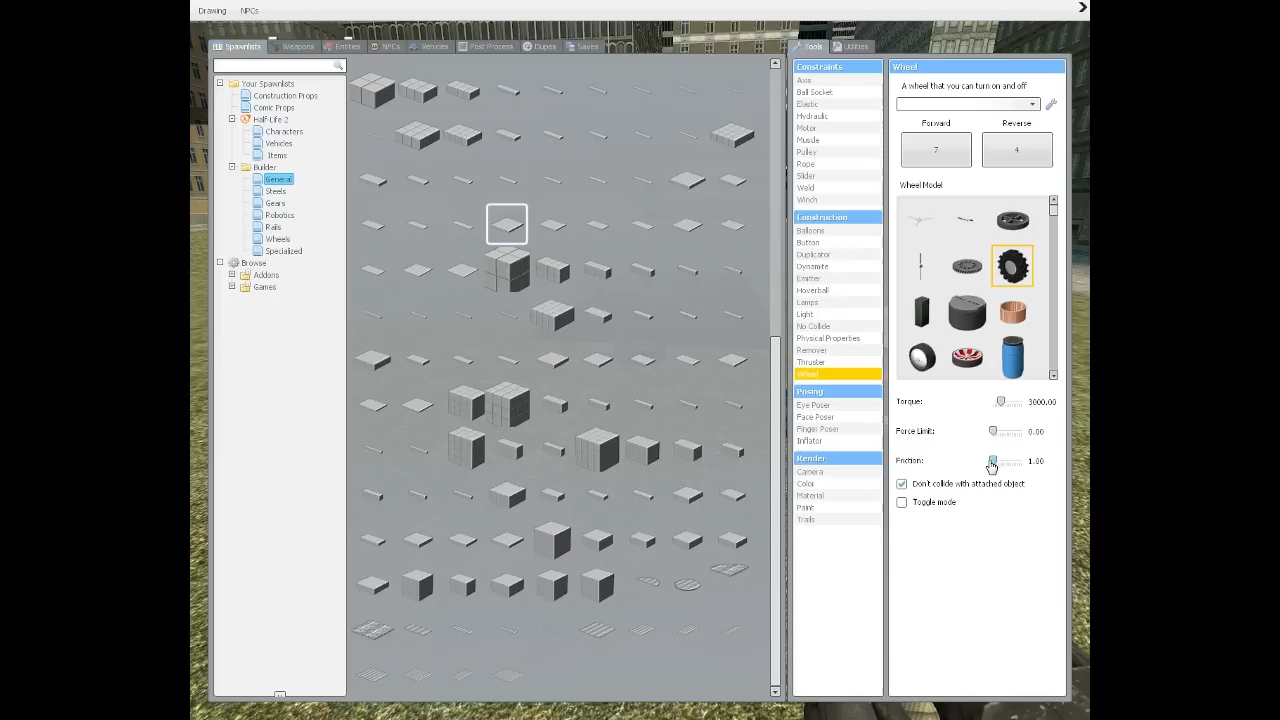 Drawing NPCs
Spawnlists Weapons Entities NPCs Vehicles Post Process Dupes Saves
Tools Utilities
Your Spawnlists
Construction Props
Comic Props
Half-Life 2
Characters
Vehicles
Items
Builder
General
Steels
Gears
Robotics
Rails
Wheels
Specialized
Browse
Addons
Games
Constraints
Axis
Ball Socket
Elastic
Hydraulic
Motor
Muscle
Pulley
Rope
Slider
Weld
Winch
Construction
Balloons
Button
Duplicator
Dynamite
Emitter
Hoverball
Lamps
Light
No Collide
Physical Properties
Remover
Thruster
Wheel
Posing
Eye Poser
Face Poser
Finger Poser
Inflator
Render
Camera
Color
Material
Paint
Trails
Wheel
A wheel that you can turn on and off
Forward Reverse
7 4
Wheel Model
Torque: 3000.00
Force Limit: 0.00
Friction: 1.00
Don't collide with attached object
Toggle mode